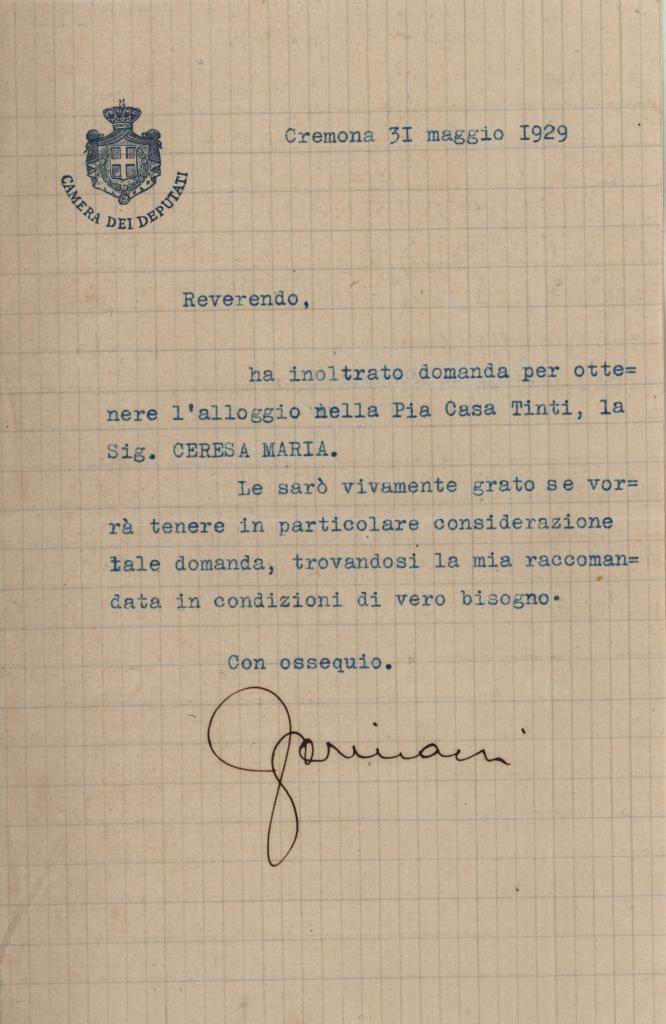 CAMERA DEI DEPUTATI
Cremona 3I maggio I929
Reverendo,
ha inoltrato domanda per otte=
nere l'alloggio nella Pia Casa Tinti, la
Sig. CERESA MARIA.
Le sarò vivamente grato se vor=
rà tenere in particolare considerazione
tale domanda, trovandosi la mia raccoman=
data in condizioni di vero bisogno.
Con ossequio.
Farinacci